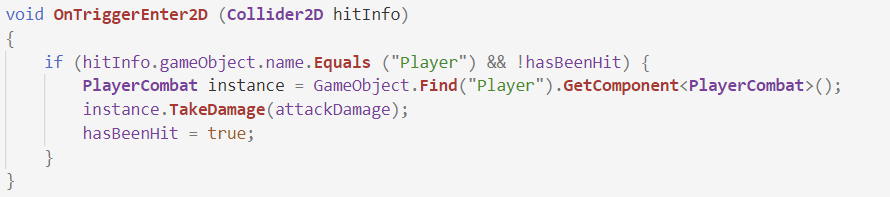 void OnTriggerEnter2D (Collider2D hitInfo)
{
    if (hitInfo.gameObject.name.Equals ("Player") && !hasBeenHit) {
        PlayerCombat instance = GameObject.Find("Player").GetComponent<PlayerCombat>();
        instance.TakeDamage(attackDamage);
        hasBeenHit = true;
    }
}